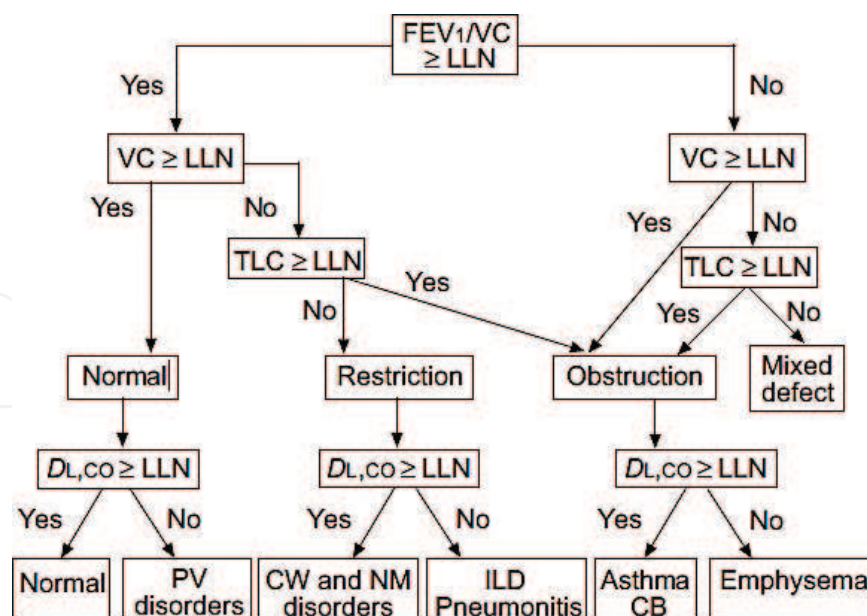 FEV1/VC
≥ LLN
Yes
No
VC ≥ LLN
VC ≥ LLN
Yes
No
Yes
No
TLC ≥ LLN
TLC ≥ LLN
Yes
No
Yes
No
Normal
Restriction
Obstruction
Mixed
defect
DL,CO ≥ LLN
DL,CO ≥ LLN
DL,CO ≥ LLN
Yes
No
Yes
No
Yes
No
Normal
PV
disorders
CW and NM
disorders
ILD
Pneumonitis
Asthma
CB
Emphysema